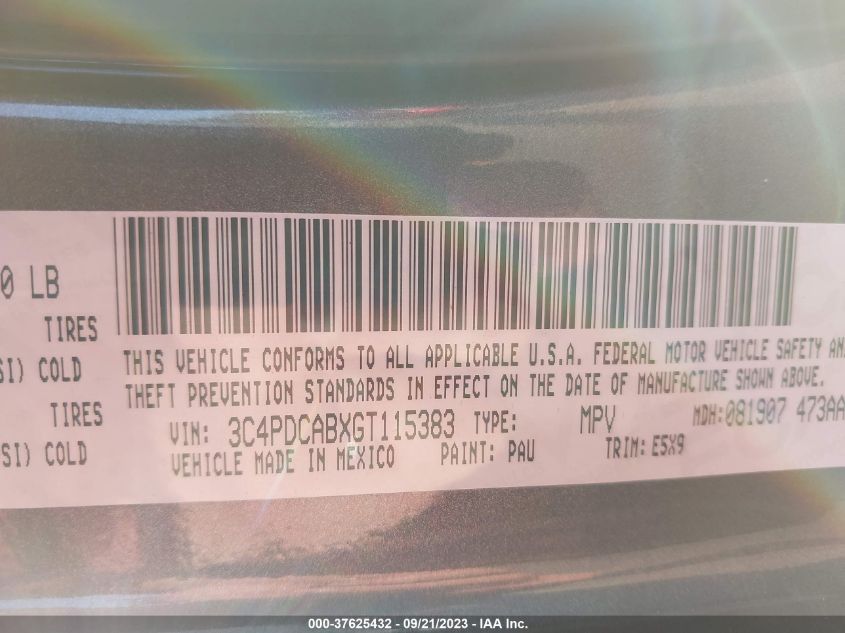 0 LB
TIRES
SI) COLD
THIS VEHICLE CONFORMS TO ALL APPLICABLE U.S.A. FEDERAL MOTOR VEHICLE SAFETY AN
THEFT PREVENTION STANDARDS IN EFFECT ON THE DATE OF MANUFACTURE SHOWN ABOVE.
TIRES
SI) COLD
VIN: 3C4PDCABXGT115383 TYPE: MPV MDH:081907 473AA
VEHICLE MADE IN MEXICO PAINT: PAU TRIM: E5X9
000-37625432 - 09/21/2023 - IAA Inc.